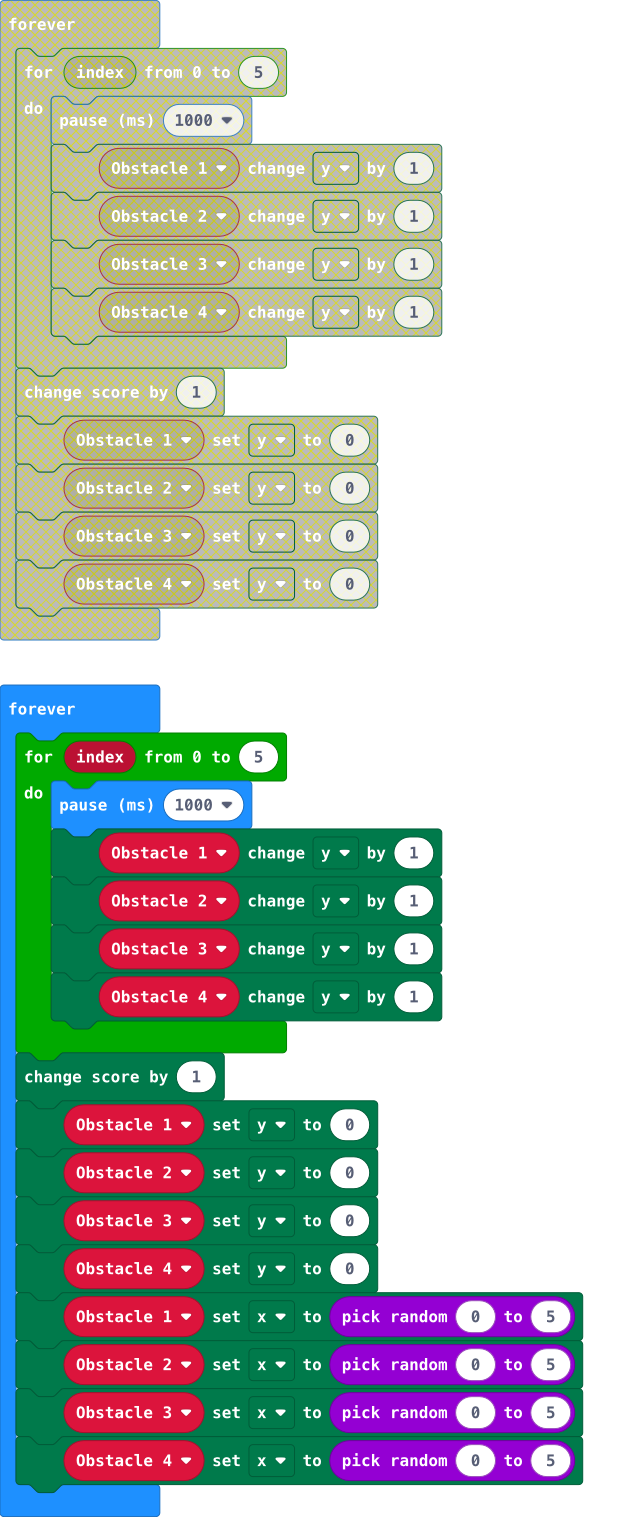 forever
for index from 0 to 5
do
pause (ms) 1000
Obstacle 1 change y by 1
Obstacle 2 change y by 1
Obstacle 3 change y by 1
Obstacle 4 change y by 1
change score by 1
Obstacle 1 set y to 0
Obstacle 2 set y to 0
Obstacle 3 set y to 0
Obstacle 4 set y to 0
forever
for index from 0 to 5
do
pause (ms) 1000
Obstacle 1 change y by 1
Obstacle 2 change y by 1
Obstacle 3 change y by 1
Obstacle 4 change y by 1
change score by 1
Obstacle 1 set y to 0
Obstacle 2 set y to 0
Obstacle 3 set y to 0
Obstacle 4 set y to 0
Obstacle 1 set x to pick random 0 to 5
Obstacle 2 set x to pick random 0 to 5
Obstacle 3 set x to pick random 0 to 5
Obstacle 4 set x to pick random 0 to 5